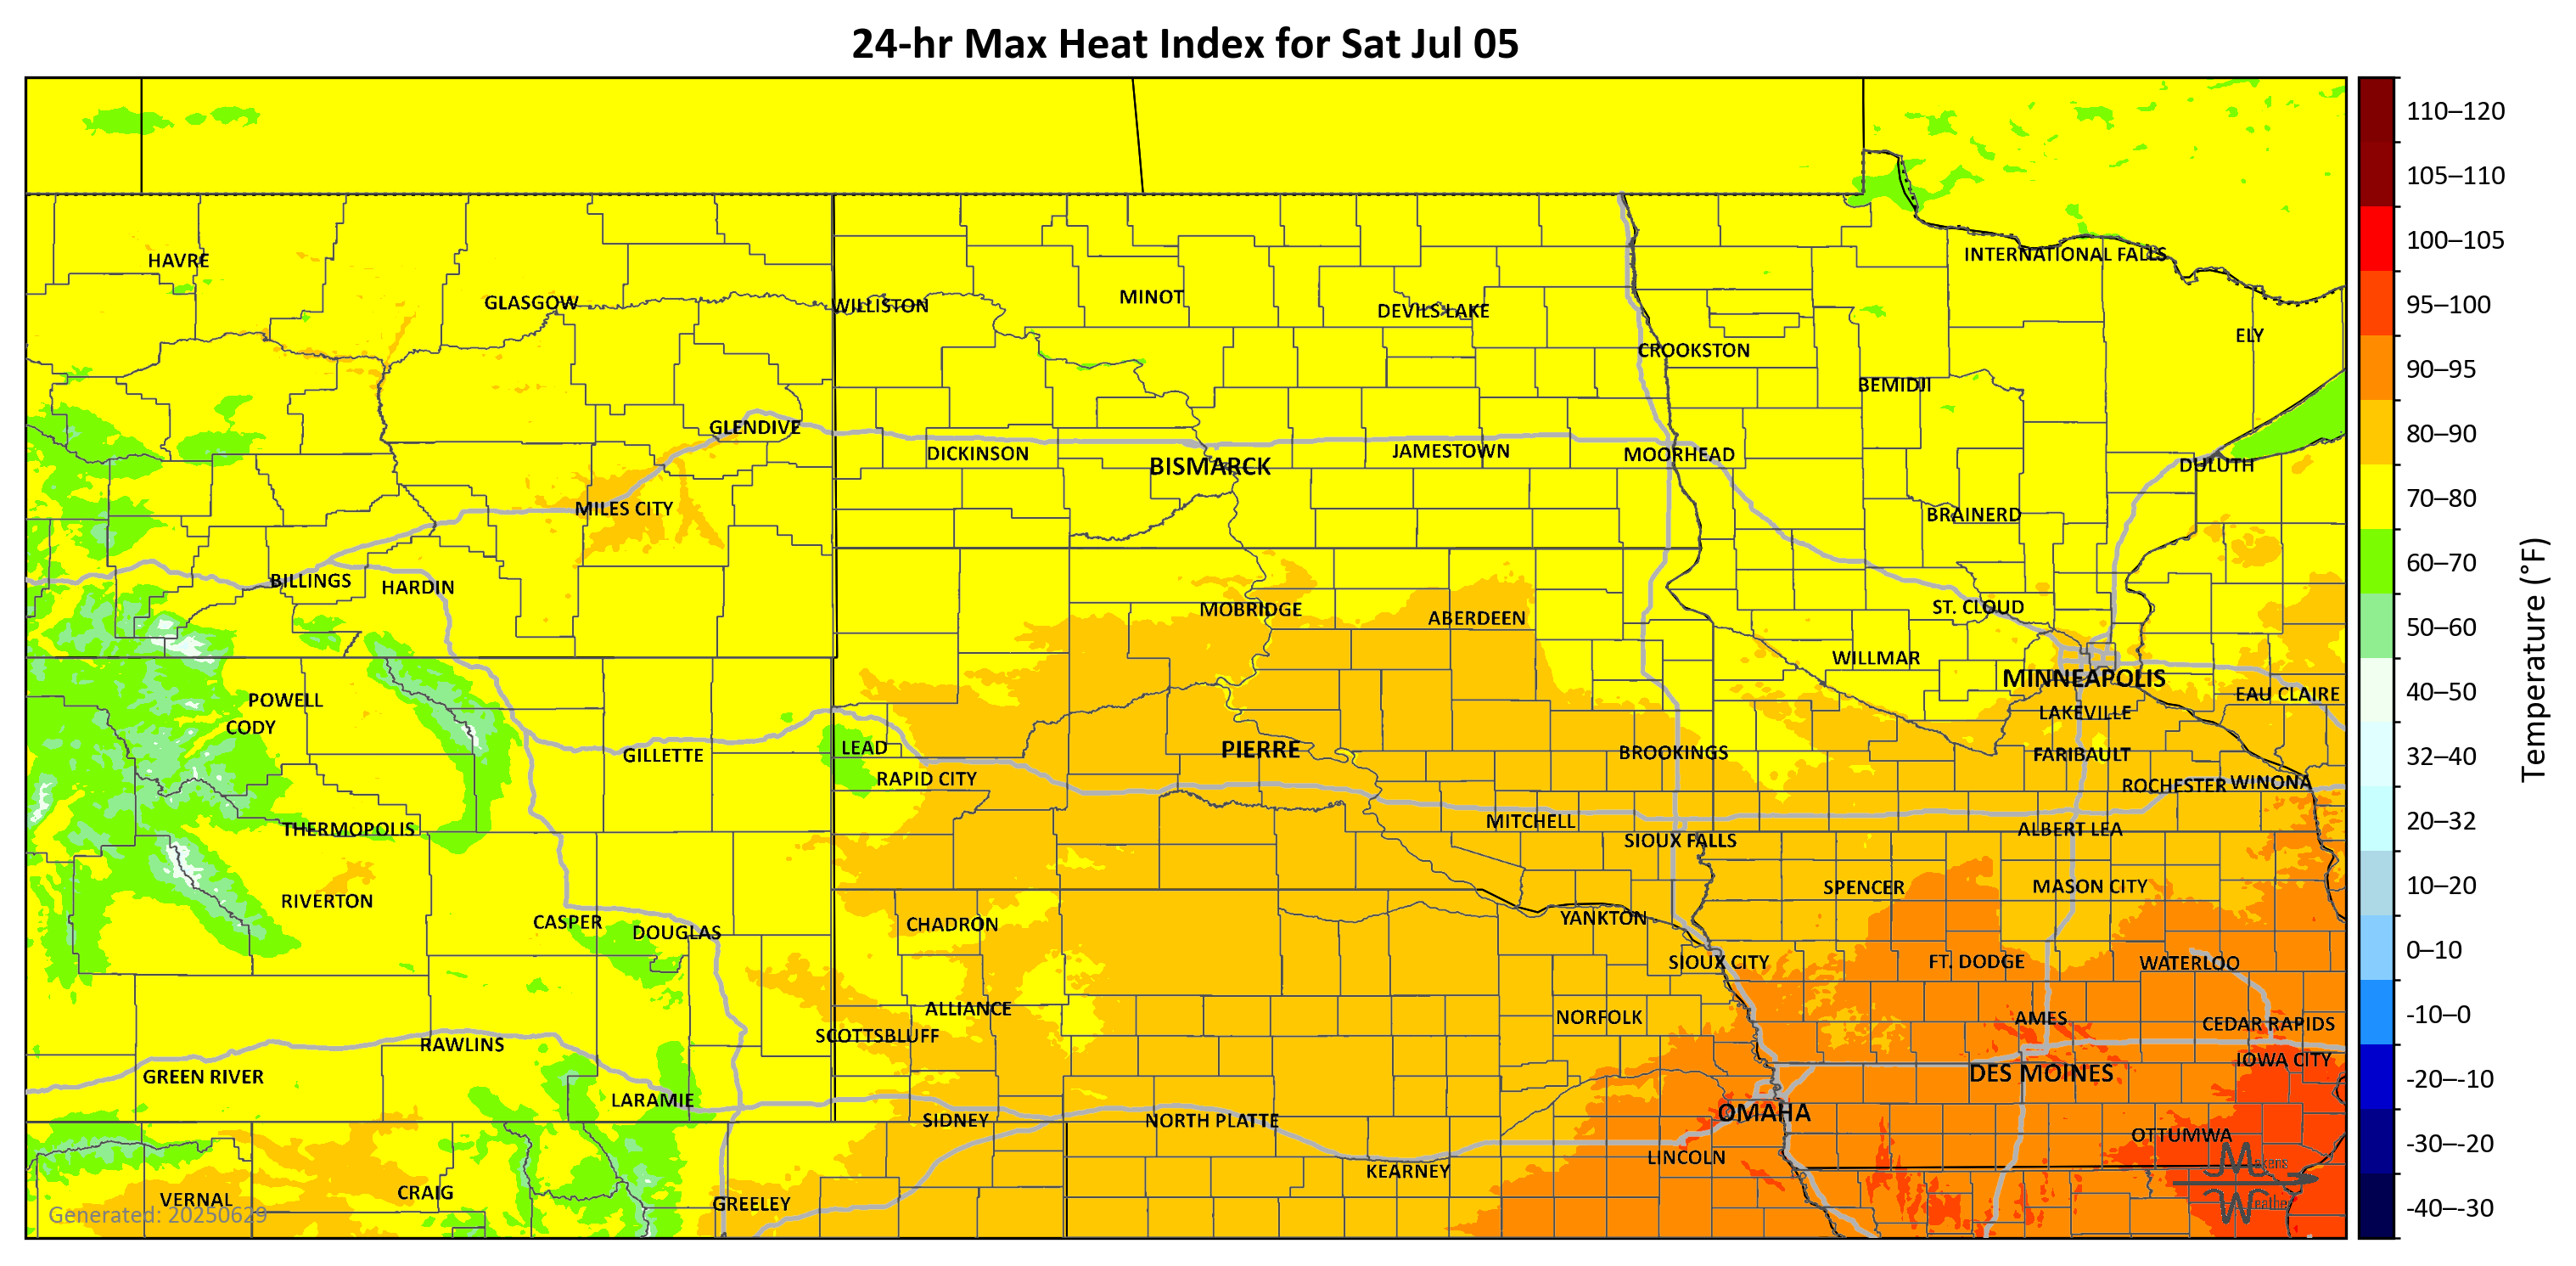 24-hr Max Heat Index for Sat Jul 05
110–120
105–110
HAVRE
INTERNATIONAL FALLS
100–105
GLASGOW
WILLISTON
MINOT
DEVILS LAKE
95–100
ELY
CROOKSTON
90–95
BEMIDJI
GLENDIVE
80–90
DICKINSON
BISMARCK
JAMESTOWN
MOORHEAD
DULUTH
MILES CITY
BRAINERD
70–80
60–70
BILLINGS
HARDIN
MOBRIDGE
ABERDEEN
ST. CLOUD
50–60
WILLMAR
MINNEAPOLIS
POWELL
EAU CLAIRE
40–50
CODY
LAKEVILLE
Temperature (°F)
GILLETTE
LEAD
PIERRE
BROOKINGS
FARIBAULT
32–40
RAPID CITY
ROCHESTER
WINONA
THERMOPOLIS
MITCHELL
SIOUX FALLS
ALBERT LEA
20–32
RIVERTON
SPENCER
MASON CITY
10–20
CASPER
DOUGLAS
CHADRON
YANKTON
SIOUX CITY
FT. DODGE
WATERLOO
0–10
ALLIANCE
NORFOLK
AMES
CEDAR RAPIDS
-10–0
SCOTTSBLUFF
RAWLINS
IOWA CITY
GREEN RIVER
DES MOINES
-20–-10
LARAMIE
SIDNEY
NORTH PLATTE
OMAHA
OTTUMWA
-30–-20
KEARNEY
LINCOLN
Makens
Weather
VERNAL
CRAIG
GREELEY
-40–-30
Generated: 20250629